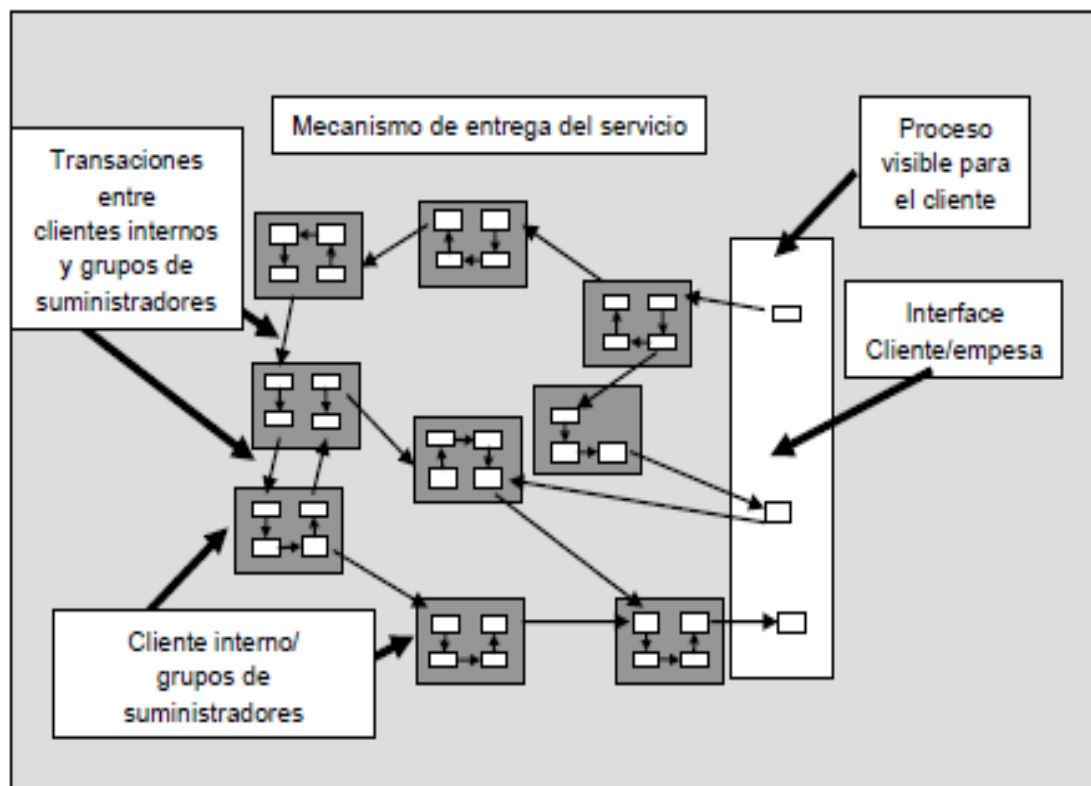 Mecanismo de entrega del servicio
Proceso
visible para
el cliente
Transaciones
entre
clientes internos
y grupos de
suministradores
Interface
Cliente/empesa
Cliente interno/
grupos de
suministradores